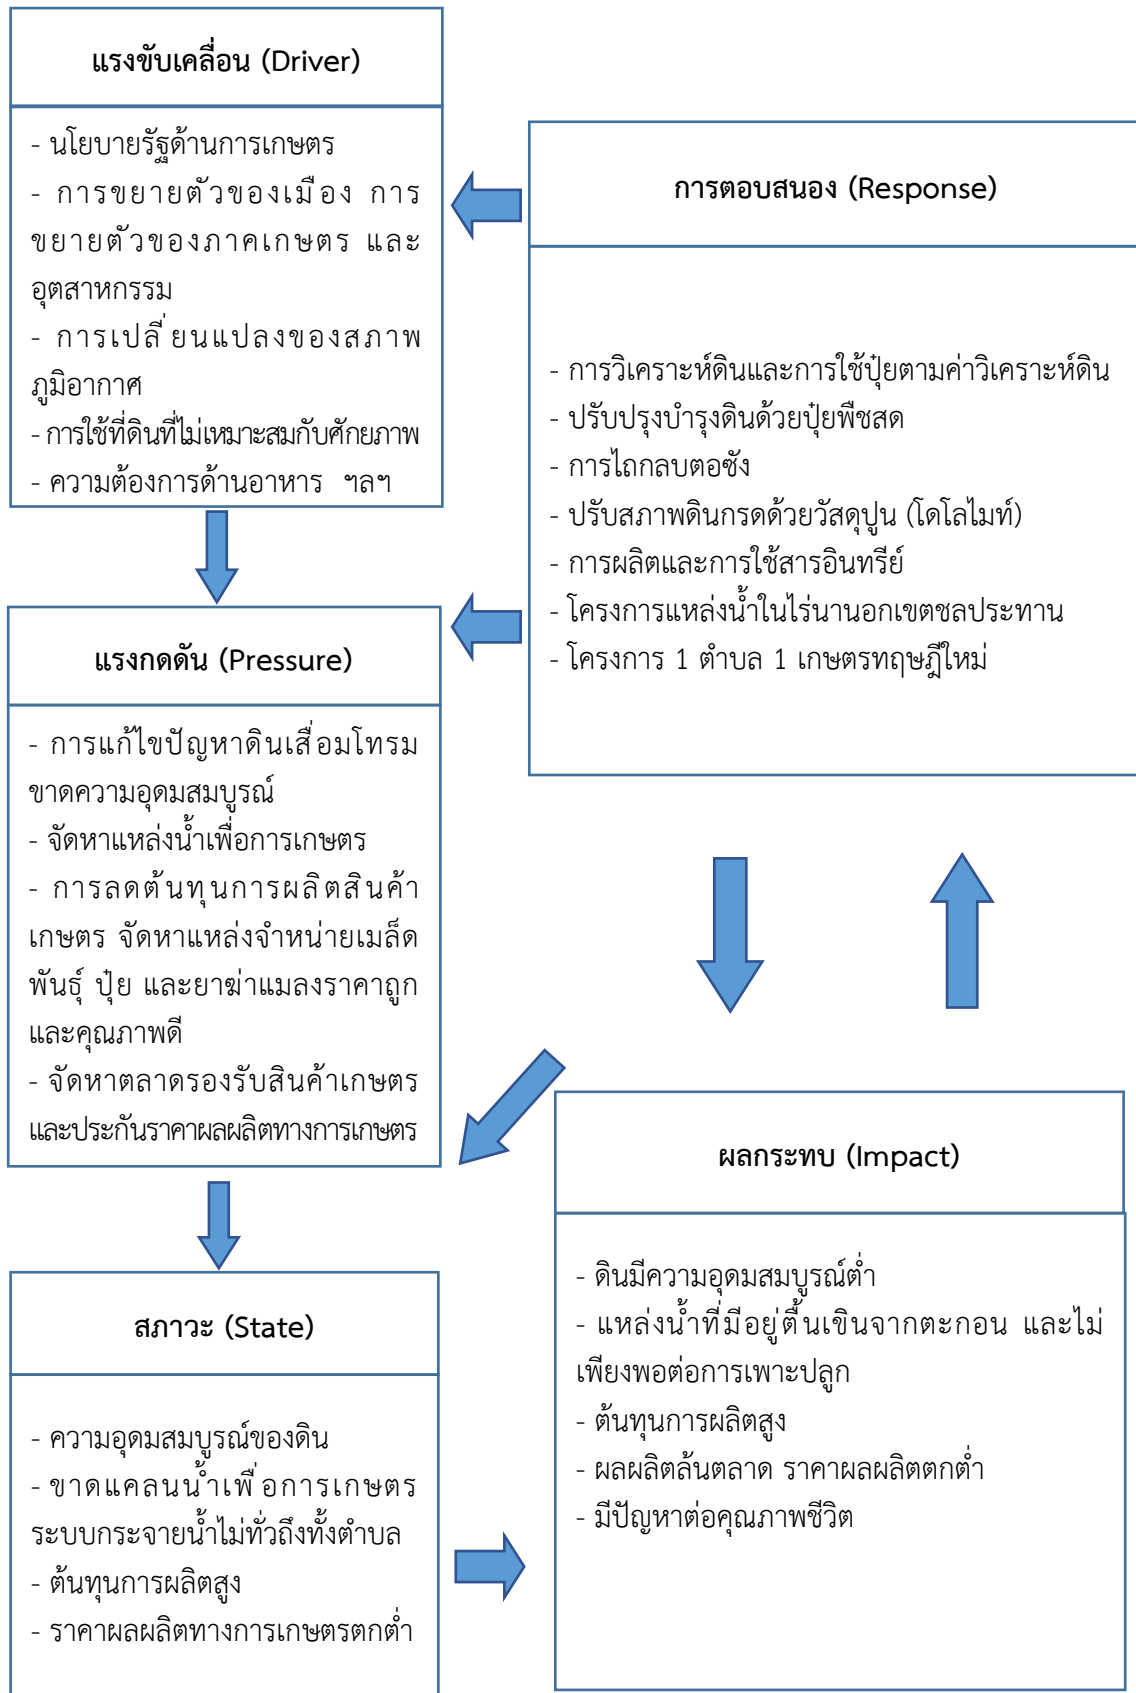 แรงขับเคลื่อน (Driver)
- นโยบายรัฐด้านการเกษตร
- การขยายตัวของเมือง การ
ขยายตัวของภาคเกษตร และ
อุตสาหกรรม
- การเปลี่ยนแปลงของสภาพ
ภูมิอากาศ
- การใช้ที่ดินที่ไม่เหมาะสมกับศักยภาพ
- ความต้องการด้านอาหาร ฯลฯ
การตอบสนอง (Response)
- การวิเคราะห์ดินและการใช้ปุ๋ยตามค่าวิเคราะห์ดิน
- ปรับปรุงบำรุงดินด้วยปุ๋ยพืชสด
- การไถกลบตอซัง
- ปรับสภาพดินกรดด้วยวัสดุปูน (โดโลไมท์)
- การผลิตและการใช้สารอินทรีย์
- โครงการแหล่งน้ำในไร่นานอกเขตชลประทาน
- โครงการ 1 ตำบล 1 เกษตรทฤษฎีใหม่
แรงกดดัน (Pressure)
- การแก้ไขปัญหาดินเสื่อมโทรม
ขาดความอุดมสมบูรณ์
- จัดหาแหล่งน้ำเพื่อการเกษตร
- การลดต้นทุนการผลิตสินค้า
เกษตร จัดหาแหล่งจำหน่ายเมล็ด
พันธุ์ ปุ๋ย และยาฆ่าแมลงราคาถูก
และคุณภาพดี
- จัดหาตลาดรองรับสินค้าเกษตร
และประกันราคาผลผลิตทางการเกษตร
สภาวะ (State)
- ความอุดมสมบูรณ์ของดิน
- ขาดแคลนน้ำเพื่อการเกษตร
ระบบกระจายน้ำไม่ทั่วถึงทั้งตำบล
- ต้นทุนการผลิตสูง
- ราคาผลผลิตทางการเกษตรตกต่ำ
ผลกระทบ (Impact)
- ดินมีความอุดมสมบูรณ์ต่ำ
- แหล่งน้ำที่มีอยู่ตื้นเขินจากตะกอน และไม่
เพียงพอต่อการเพาะปลูก
- ต้นทุนการผลิตสูง
- ผลผลิตล้นตลาด ราคาผลผลิตตกต่ำ
- มีปัญหาต่อคุณภาพชีวิต